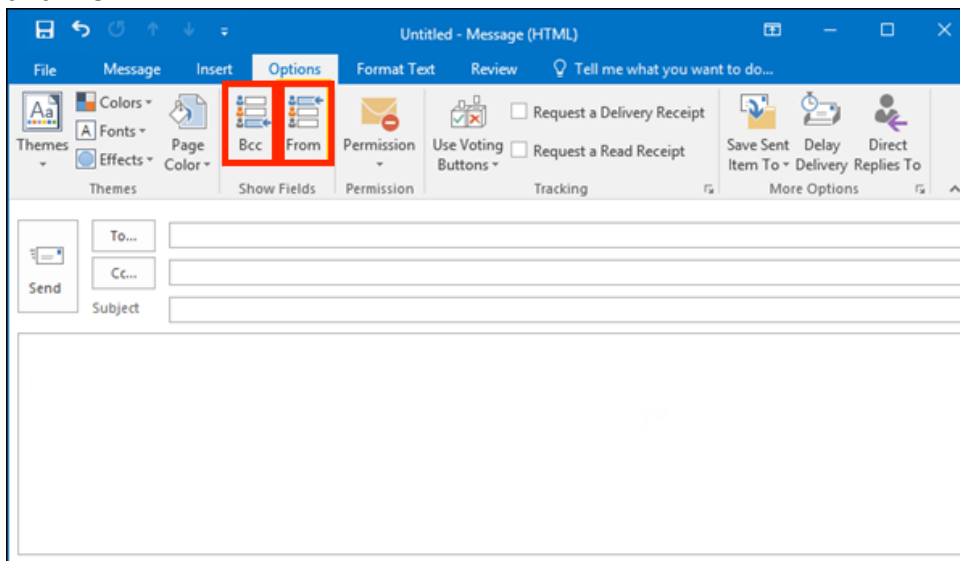 Untitled - Message (HTML)
File Message Insert Options Format Text Review Tell me what you want to do...
Aa Colors
A Fonts
Effects
Themes
Page Color
Bcc From
Permission
Use Voting Buttons
Request a Delivery Receipt
Request a Read Receipt
Save Sent Item To
Delay Delivery
Direct Replies To
Themes Show Fields Permission Tracking More Options
Send
To...
Cc...
Subject